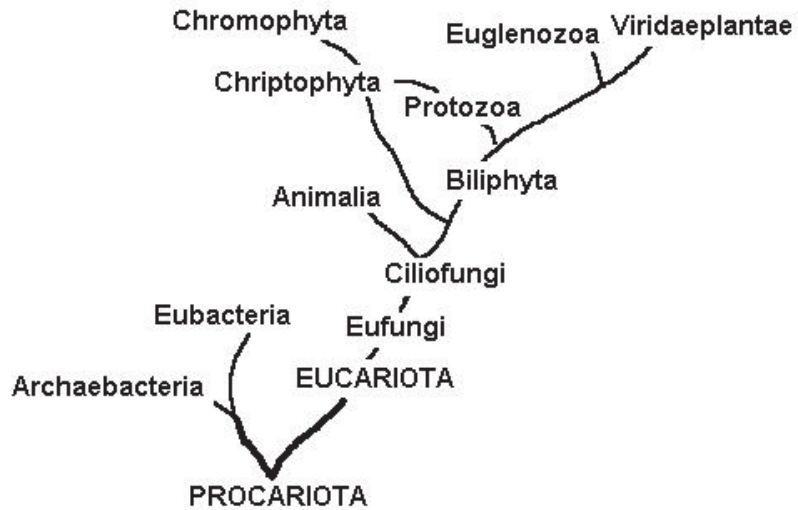 Chromophyta
Euglenozoa
Viridaeplantae
Chriptophyta
Protozoa
Biliphyta
Animalia
Ciliofungi
Eubacteria
Eufungi
Archaebacteria
EUCARIOTA
PROCARIOTA